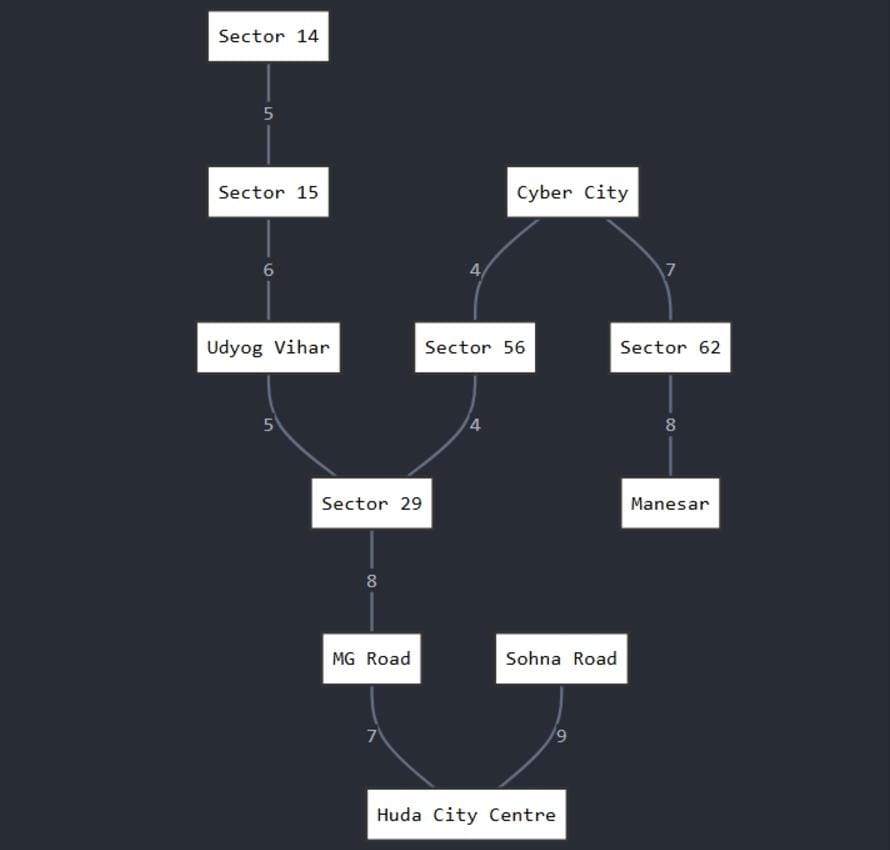 Sector 14
5
Sector 15
Cyber City
6
4
7
Udyog Vihar
Sector 56
Sector 62
5
4
8
Sector 29
Manesar
8
MG Road
Sohna Road
7
9
Huda City Centre